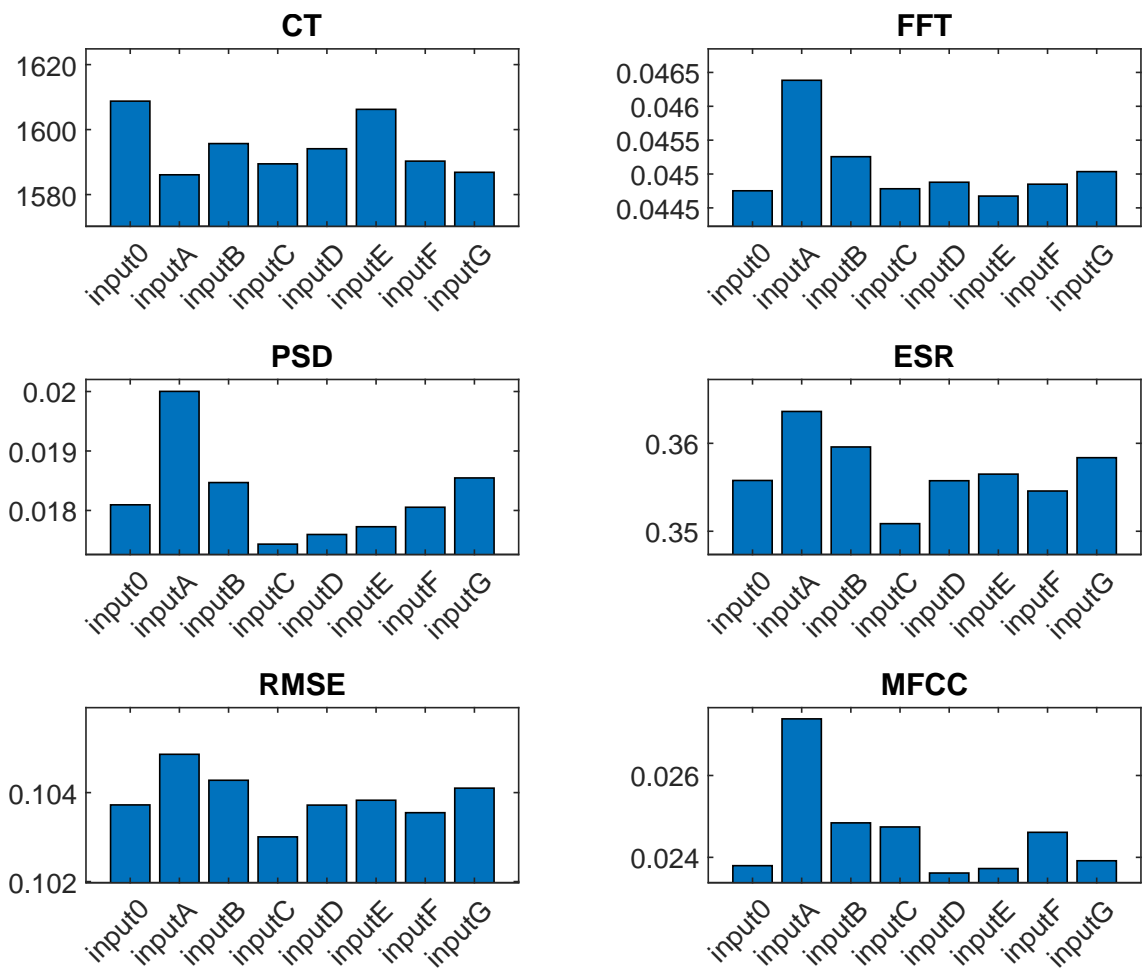 CT
1620
1600
1580
input0 inputA inputB inputC inputD inputE inputF inputG
FFT
0.0465
0.046
0.0455
0.045
0.0445
input0 inputA inputB inputC inputD inputE inputF inputG
PSD
0.02
0.019
0.018
input0 inputA inputB inputC inputD inputE inputF inputG
ESR
0.36
0.35
input0 inputA inputB inputC inputD inputE inputF inputG
RMSE
0.104
0.102
input0 inputA inputB inputC inputD inputE inputF inputG
MFCC
0.026
0.024
input0 inputA inputB inputC inputD inputE inputF inputG